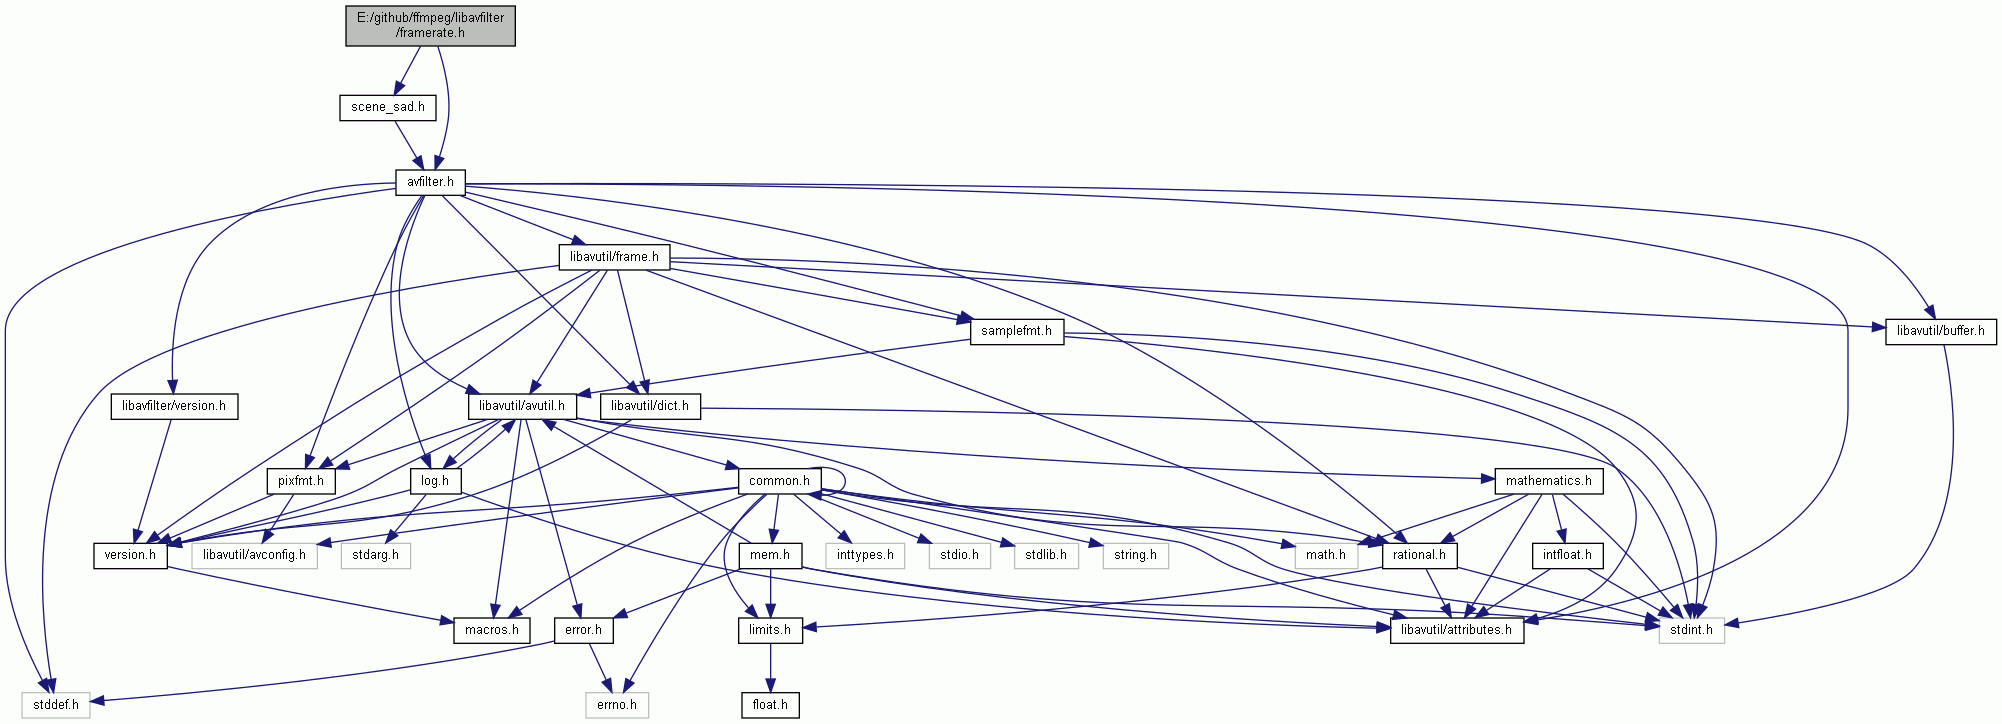 E:/github/ffmpeg/libavfilter
/framerate.h
scene_sad.h
avfilter.h
libavutil/frame.h
samplefmt.h
libavutil/buffer.h
libavfilter/version.h
libavutil/avutil.h
libavutil/dict.h
pixfmt.h
log.h
common.h
mathematics.h
version.h
libavutil/avconfig.h
stdarg.h
mem.h
inttypes.h
stdio.h
stdlib.h
string.h
math.h
rational.h
intfloat.h
macros.h
error.h
limits.h
libavutil/attributes.h
stdint.h
stddef.h
errno.h
float.h